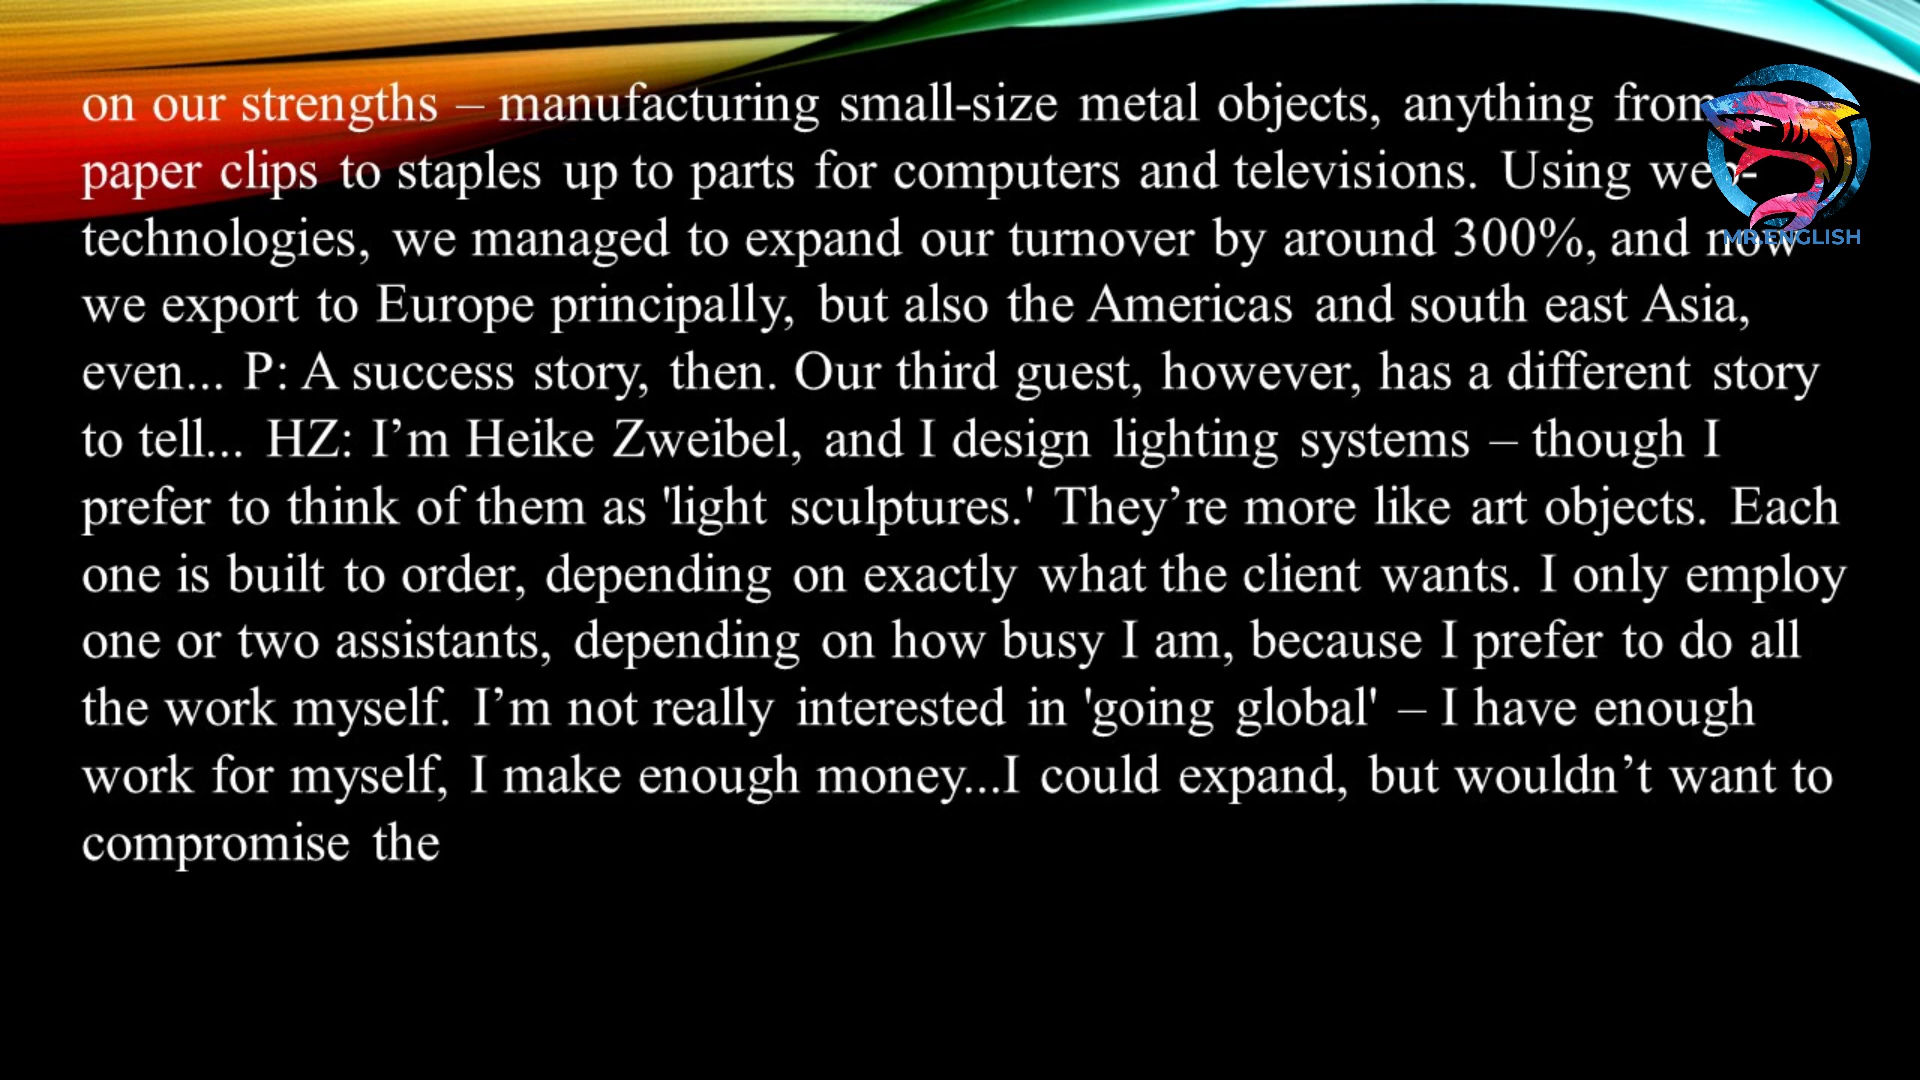 on our strengths – manufacturing small-size metal objects, anything from
paper clips to staples up to parts for computers and televisions. Using web-
technologies, we managed to expand our turnover by around 300%, and now
we export to Europe principally, but also the Americas and south east Asia,
even... P: A success story, then. Our third guest, however, has a different story
to tell... HZ: I’m Heike Zweibel, and I design lighting systems – though I
prefer to think of them as 'light sculptures.' They’re more like art objects. Each
one is built to order, depending on exactly what the client wants. I only employ
one or two assistants, depending on how busy I am, because I prefer to do all
the work myself. I’m not really interested in 'going global' – I have enough
work for myself, I make enough money...I could expand, but wouldn’t want to
compromise the
MR.ENGLISH